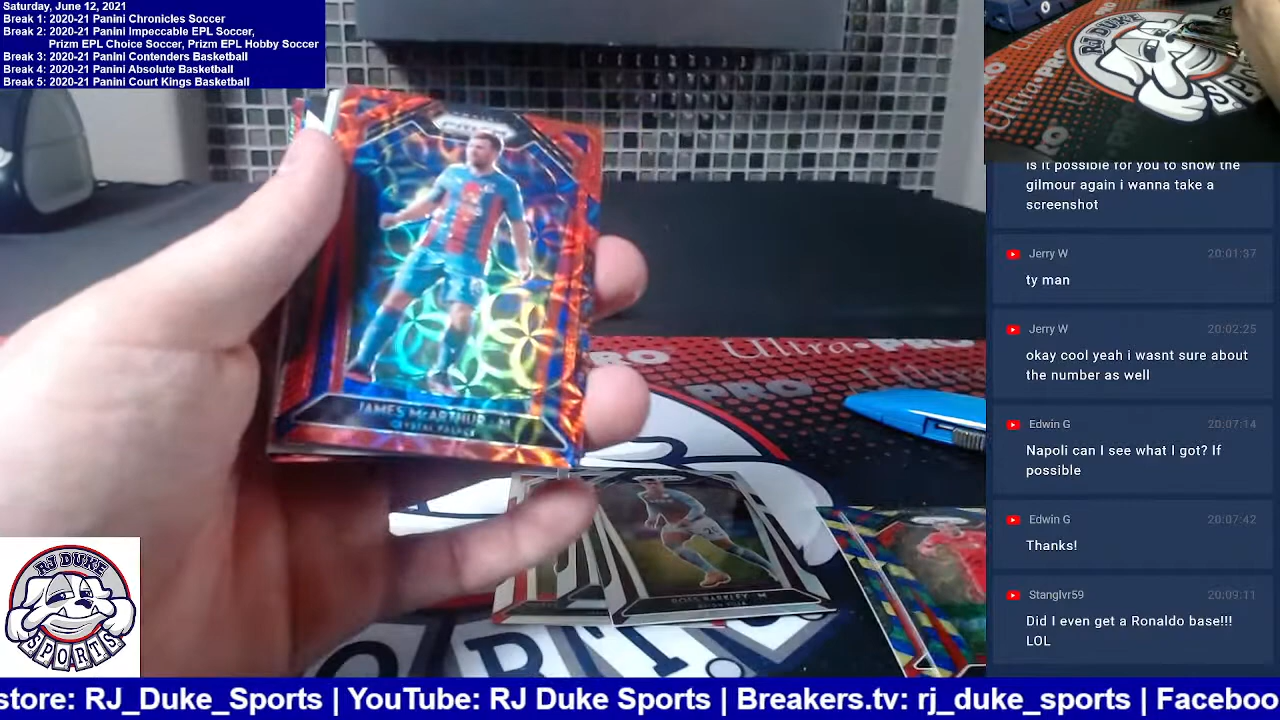 Saturday, June 12, 2021
Break 1: 2020-21 Panini Chronicles Soccer
Break 2: 2020-21 Panini Impeccable EPL Soccer,
Prizm EPL Choice Soccer, Prizm EPL Hobby Soccer
Break 3: 2020-21 Panini Contenders Basketball
Break 4: 2020-21 Panini Absolute Basketball
Break 5: 2020-21 Panini Court Kings Basketball
PRIZM
JAMES McARTHUR
CRYSTAL PALACE
Ultra PRO
PRO
ROSS BARKLEY
RJ DUKE
SPORTS
is it possible for you to show the
gilmour again i wanna take a
screenshot
Jerry W 20:01:37
ty man
Jerry W 20:02:25
okay cool yeah i wasnt sure about
the number as well
Edwin G 20:07:14
Napoli can I see what I got? If
possible
Edwin G 20:07:42
Thanks!
Stanglvr59 20:09:11
Did I even get a Ronaldo base!!!
LOL
store: RJ_Duke_Sports | YouTube: RJ Duke Sports | Breakers.tv: rj_duke_sports | Faceboo